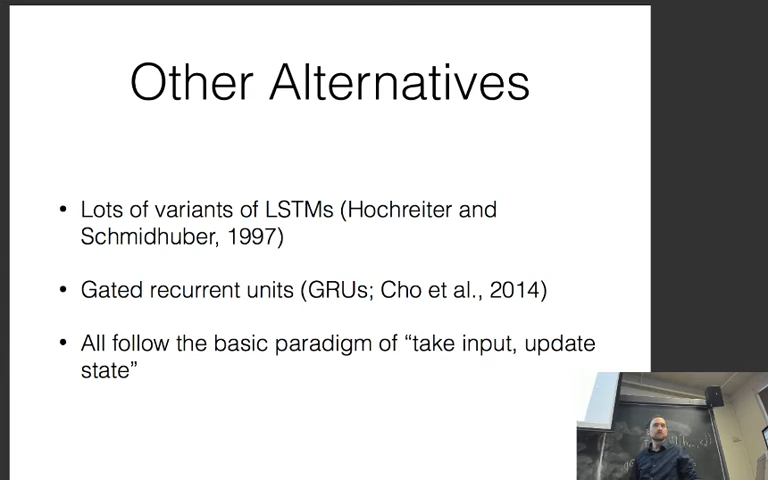 Other Alternatives
• Lots of variants of LSTMs (Hochreiter and
Schmidhuber, 1997)
• Gated recurrent units (GRUs; Cho et al., 2014)
• All follow the basic paradigm of “take input, update
state”